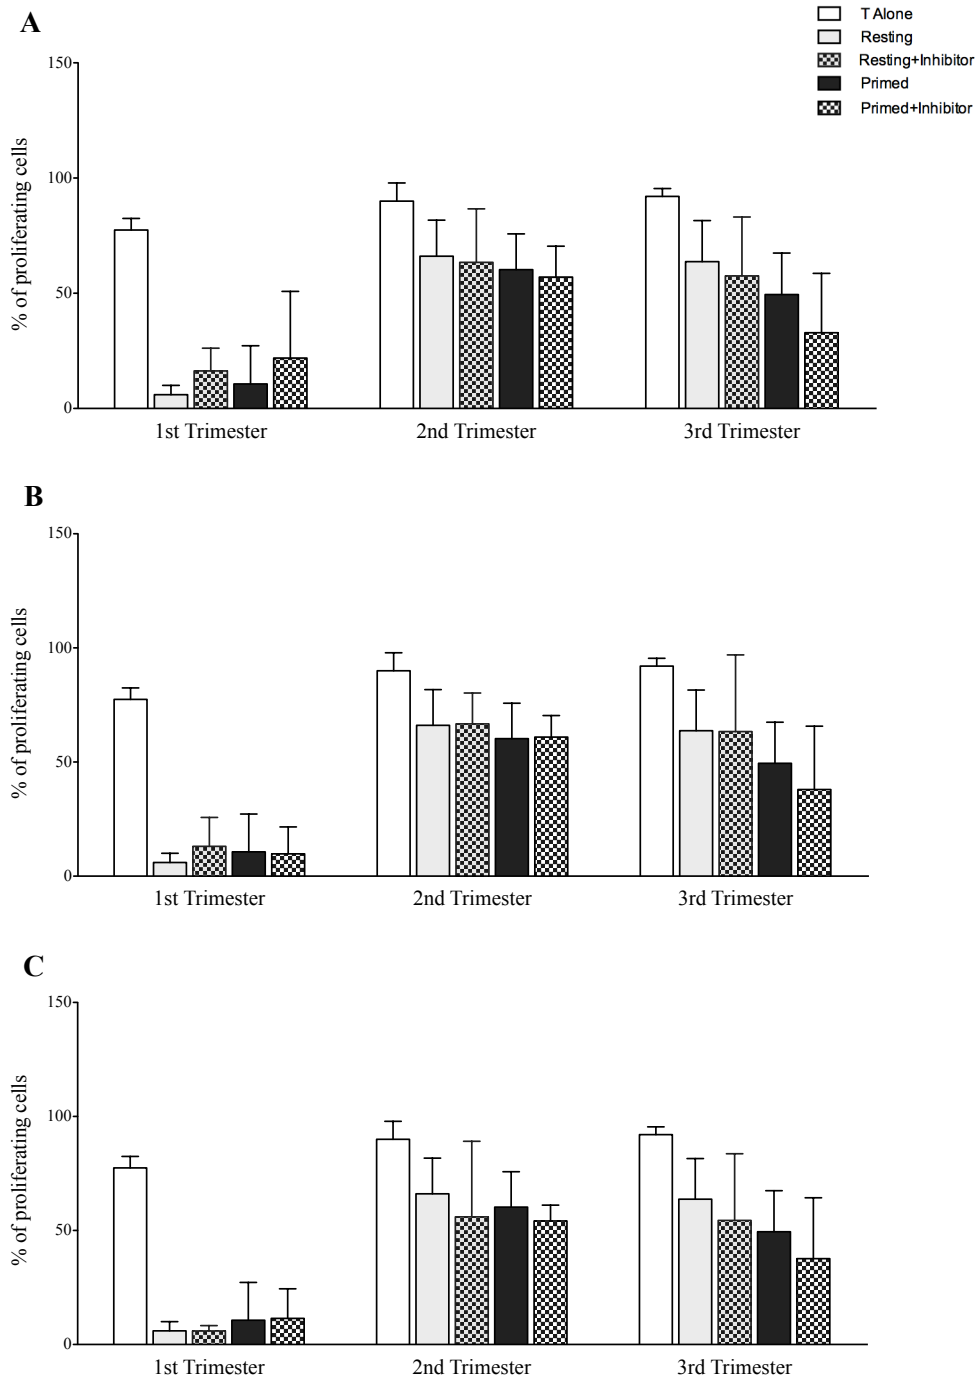 A
T Alone
Resting
Resting+Inhibitor
Primed
Primed+Inhibitor
150
100
50
0
% of proliferating cells
1st Trimester 2nd Trimester 3rd Trimester
B
150
100
50
0
% of proliferating cells
1st Trimester 2nd Trimester 3rd Trimester
C
150
100
50
0
% of proliferating cells
1st Trimester 2nd Trimester 3rd Trimester